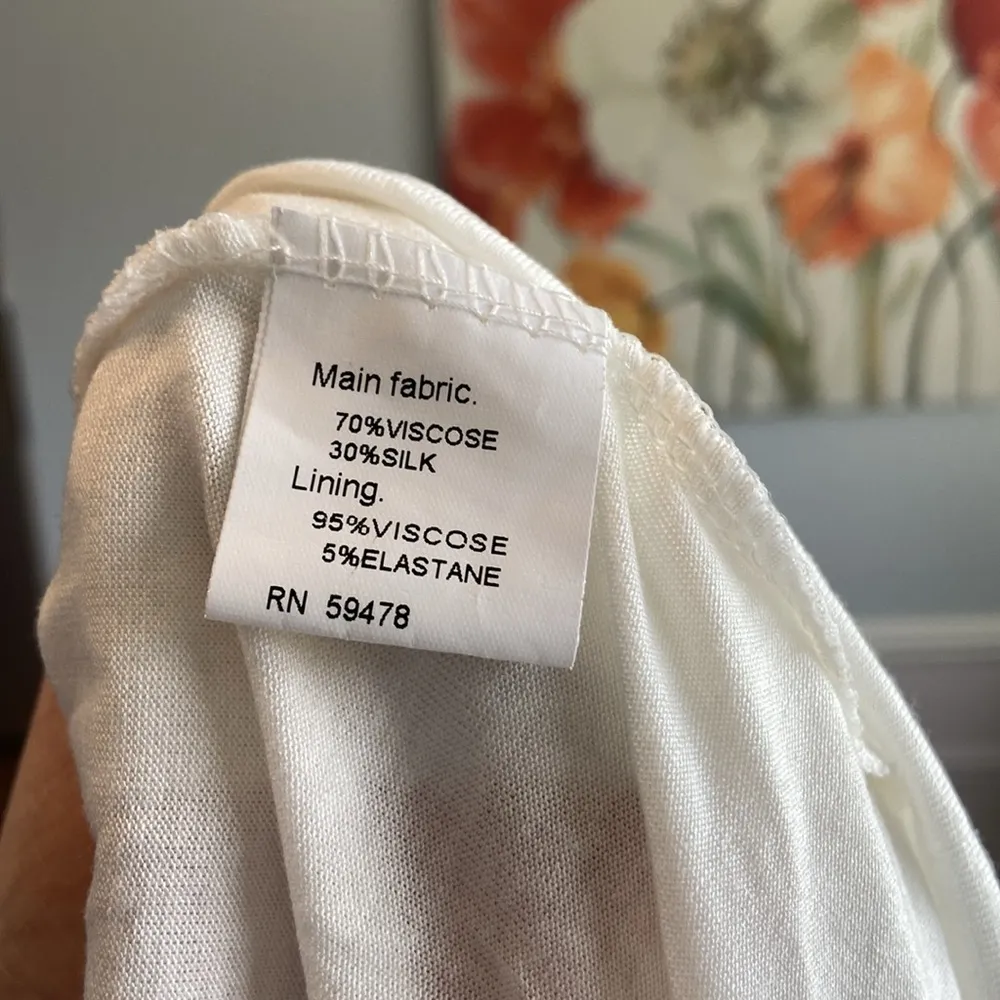 Main fabric.
70%VISCOSE
30%SILK
Lining.
95%VISCOSE
5%ELASTANE
RN 59478